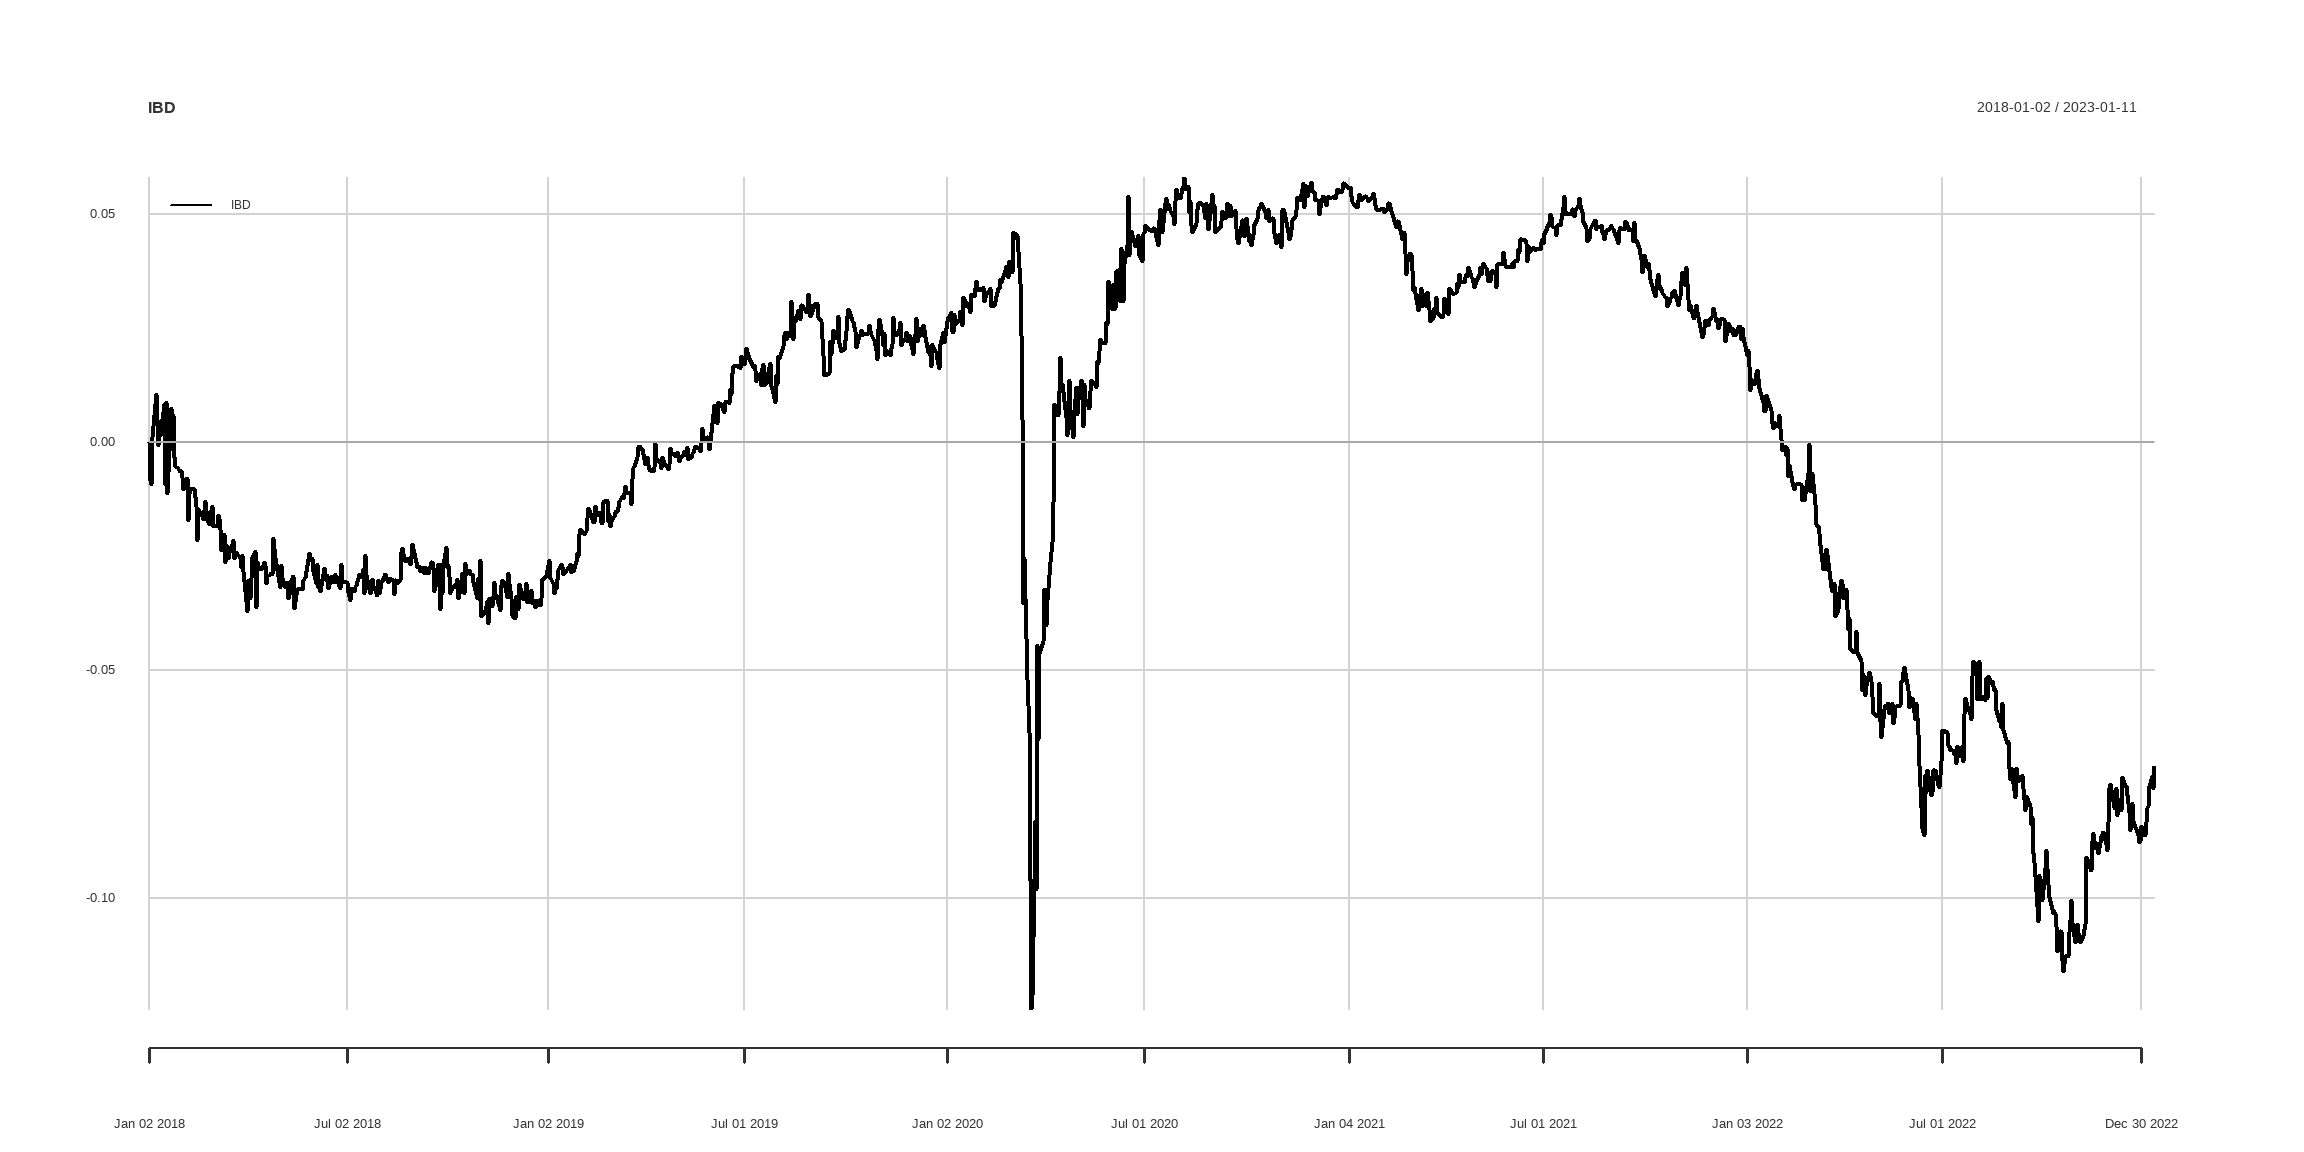 IBD
2018-01-02 / 2023-01-11
IBD
0.05
0.00
-0.05
-0.10
Jan 02 2018
Jul 02 2018
Jan 02 2019
Jul 01 2019
Jan 02 2020
Jul 01 2020
Jan 04 2021
Jul 01 2021
Jan 03 2022
Jul 01 2022
Dec 30 2022